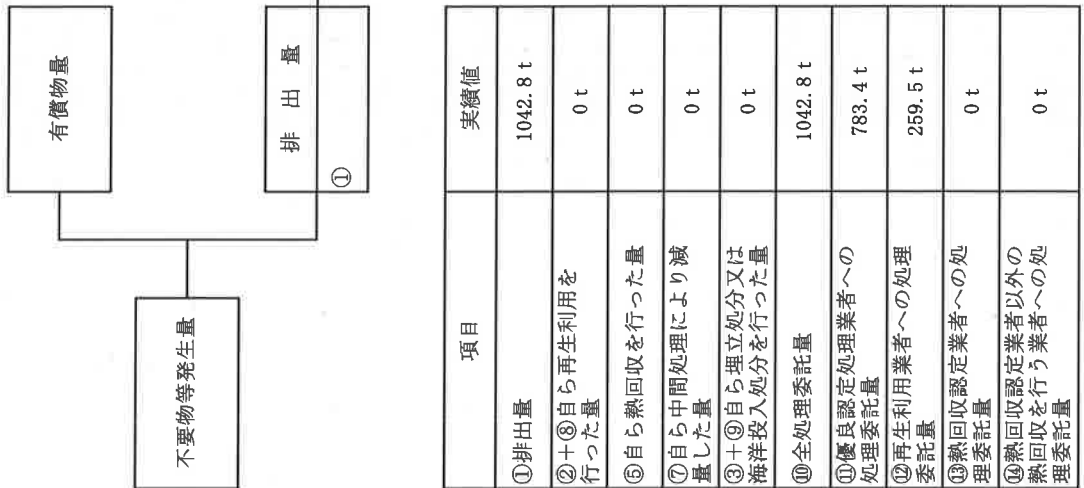 不要物等発生量
有償物量
排出量
①
項目
実績値
①排出量
1042.8 t
②+⑧自ら再生利用を
行った量
0 t
⑤自ら熱回収を行った量
0 t
⑦自ら中間処理により減
量した量
0 t
③+⑨自ら埋立処分又は
海洋投入処分を行った量
0 t
⑩全処理委託量
1042.8 t
⑪優良認定処理業者への
処理委託量
783.4 t
⑫再生利用業者への処理
委託量
259.5 t
⑬熱回収認定業者への処
理委託量
0 t
⑭熱回収認定業者以外の
熱回収を行う業者への処
理委託量
0 t